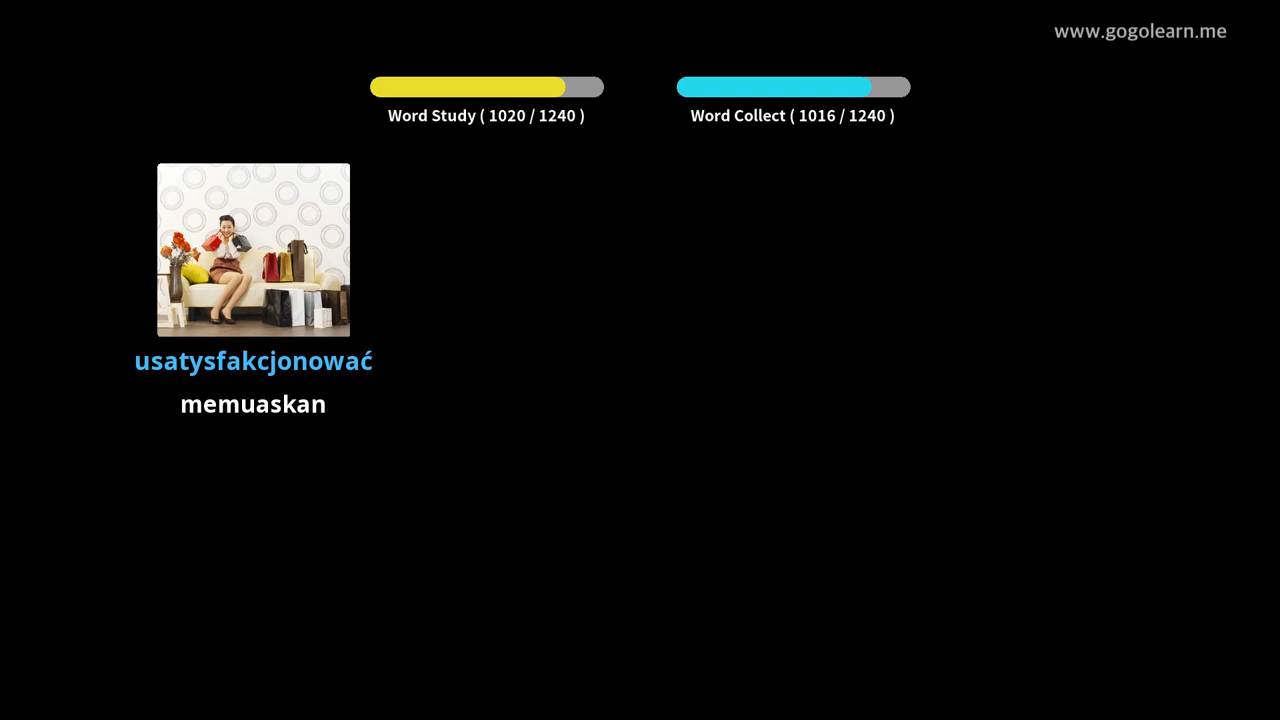 www.gogolearn.me
Word Study ( 1020 / 1240 )
Word Collect ( 1016 / 1240 )
usatysfakcjonować
memuaskan